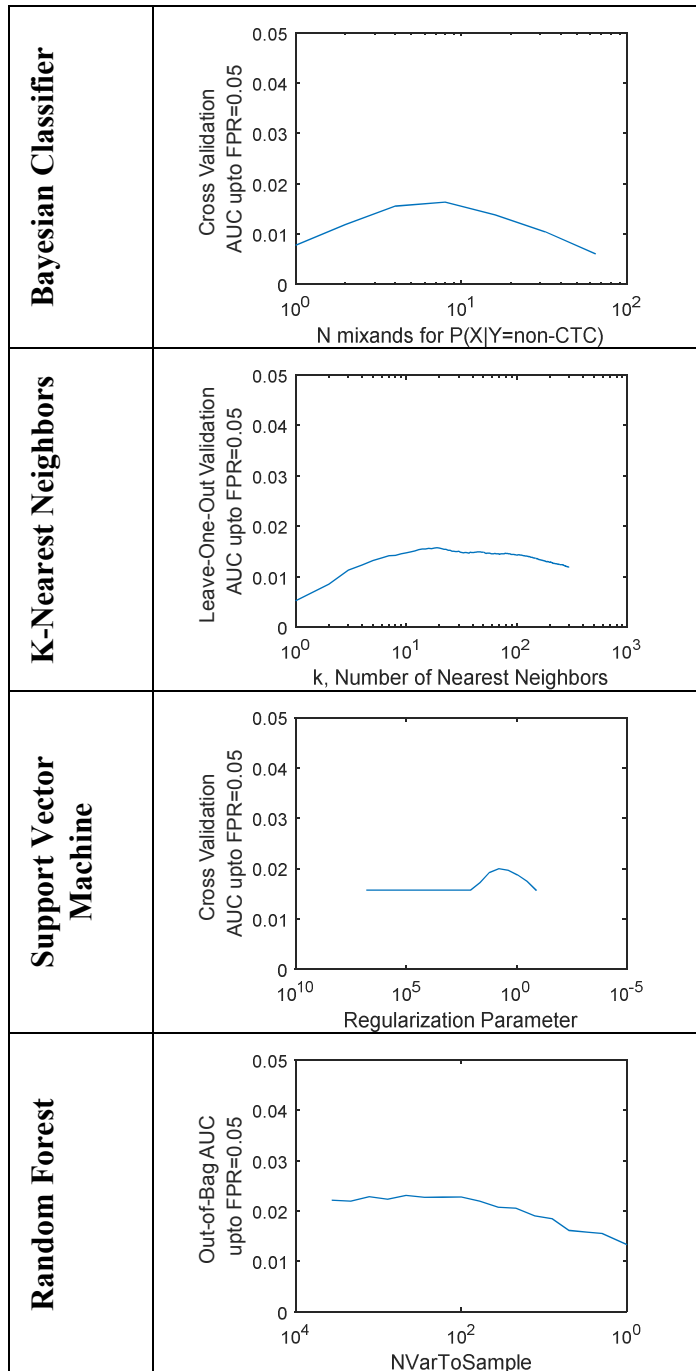 Bayesian Classifier
Cross Validation
AUC upto FPR=0.05
0.05
0.04
0.03
0.02
0.01
0
10^0
10^1
10^2
N mixands for P(X|Y=non-CTC)
K-Nearest Neighbors
Leave-One-Out Validation
AUC upto FPR=0.05
0.05
0.04
0.03
0.02
0.01
0
10^0
10^1
10^2
10^3
k, Number of Nearest Neighbors
Support Vector
Machine
Cross Validation
AUC upto FPR=0.05
0.05
0.04
0.03
0.02
0.01
0
10^10
10^5
10^0
10^-5
Regularization Parameter
Random Forest
Out-of-Bag AUC
upto FPR=0.05
0.05
0.04
0.03
0.02
0.01
0
10^4
10^2
10^0
NVarToSample